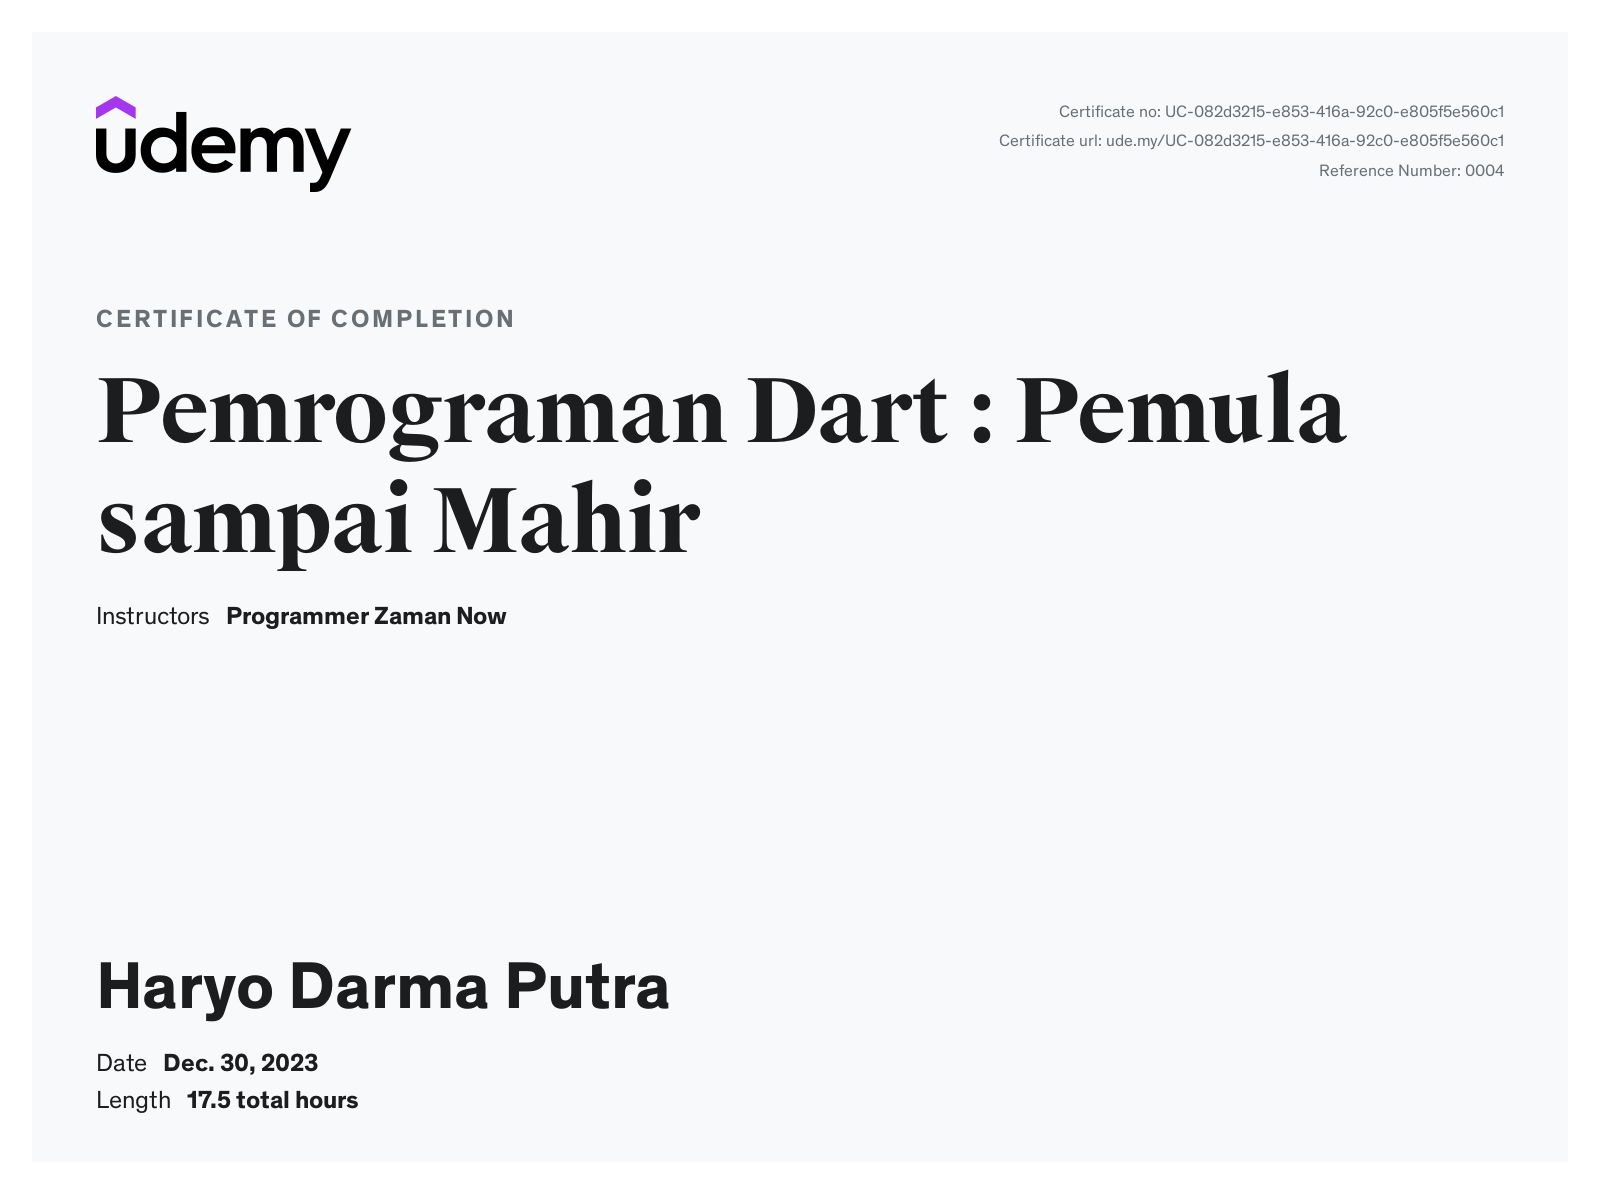 udemy
Certificate no: UC-082d3215-e853-416a-92c0-e805f5e560c1
Certificate url: ude.my/UC-082d3215-e853-416a-92c0-e805f5e560c1
Reference Number: 0004
CERTIFICATE OF COMPLETION
Pemrograman Dart : Pemula
sampai Mahir
Instructors Programmer Zaman Now
Haryo Darma Putra
Date Dec. 30, 2023
Length 17.5 total hours